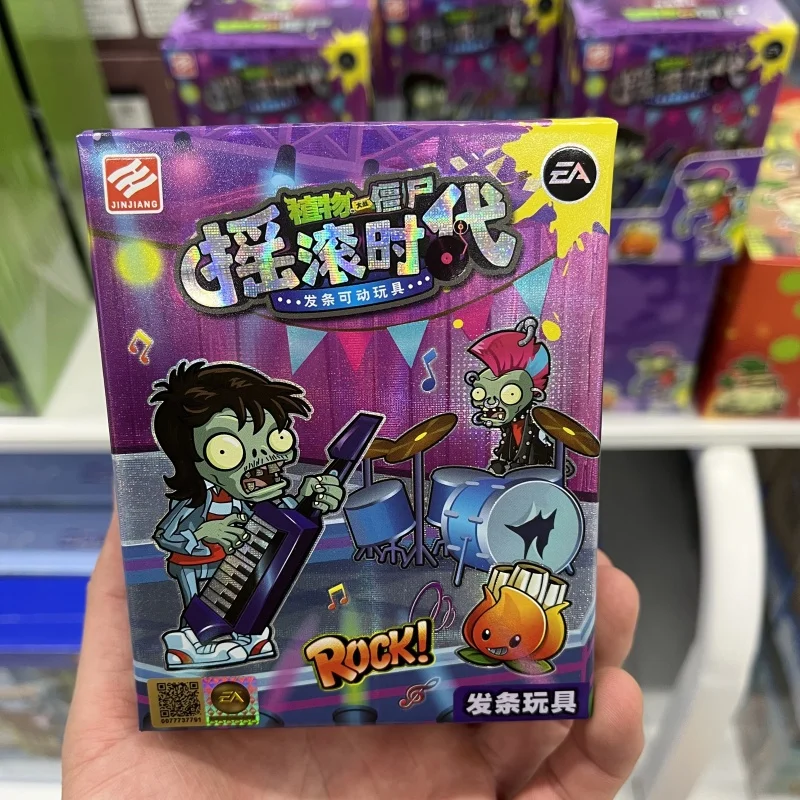 JINJIANG
EA
植物大战僵尸
摇滚时代
发条可动玩具
ROCK!
0077737791
EA
发条玩具